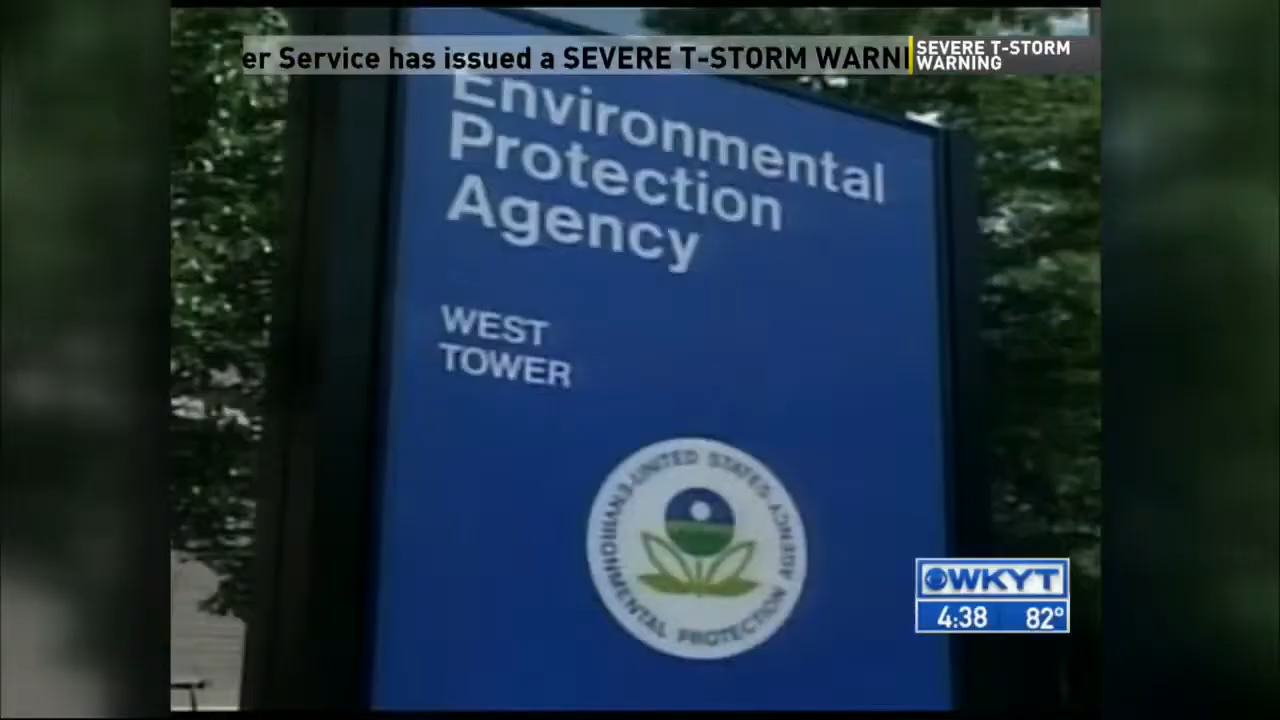 er Service has issued a SEVERE T-STORM WARNI
SEVERE T-STORM
WARNING
Environmental
Protection
Agency
WEST
TOWER
UNITED STATES
ENVIRONMENTAL PROTECTION AGENCY
WKYT
4:38 82°